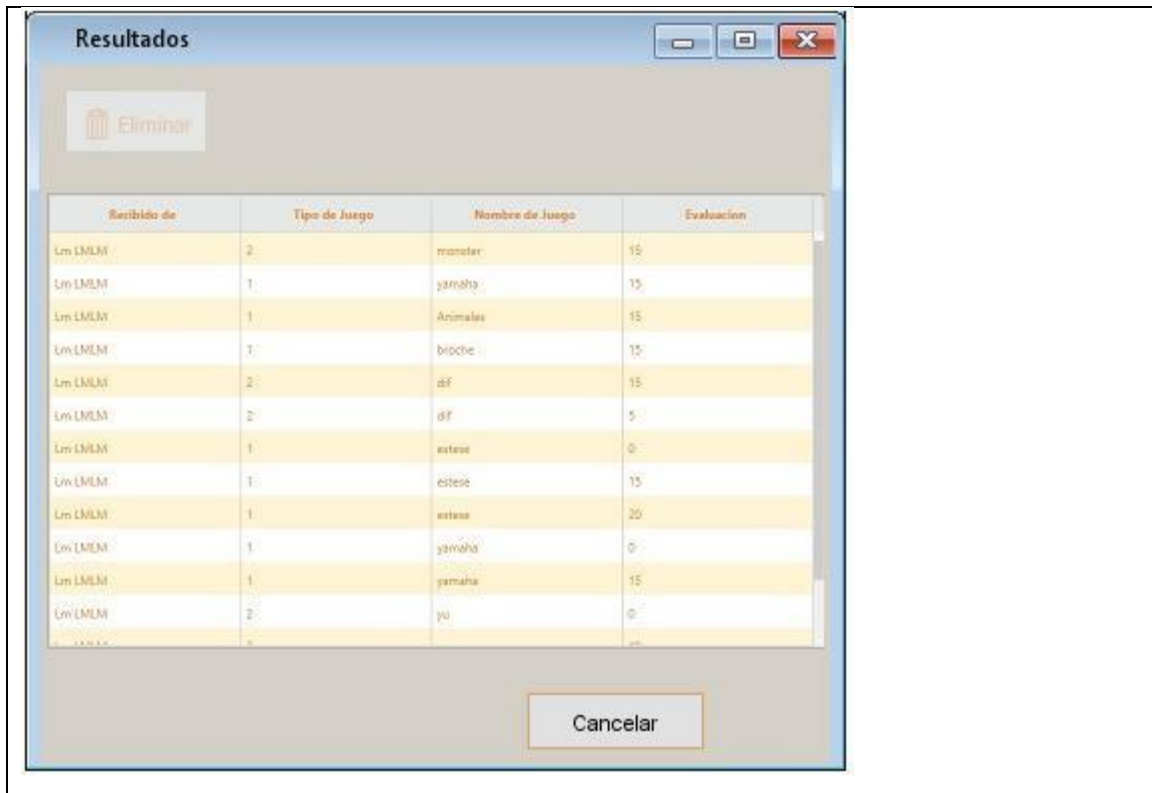 Resultados
Eliminar
Recibido de Tipo de Juego Nombre de Juego Evaluacion
Lm LMLM 2 monster 15
Lm LMLM 1 yamaha 15
Lm LMLM 1 Animales 15
Lm LMLM 1 broche 15
Lm LMLM 2 dif 15
Lm LMLM 2 dif 5
Lm LMLM 1 estese 0
Lm LMLM 1 estese 15
Lm LMLM 1 estese 20
Lm LMLM 1 yamaha 0
Lm LMLM 1 yamaha 15
Lm LMLM 2 yu 0
Cancelar